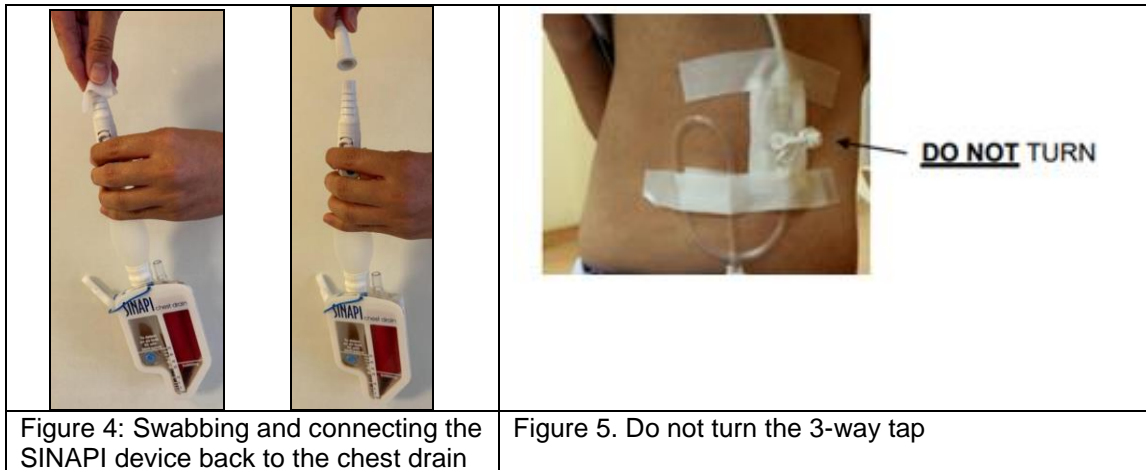 SINAPI chest drain
SINAPI chest drain
DO NOT TURN
Figure 4: Swabbing and connecting the
SINAPI device back to the chest drain
Figure 5. Do not turn the 3-way tap